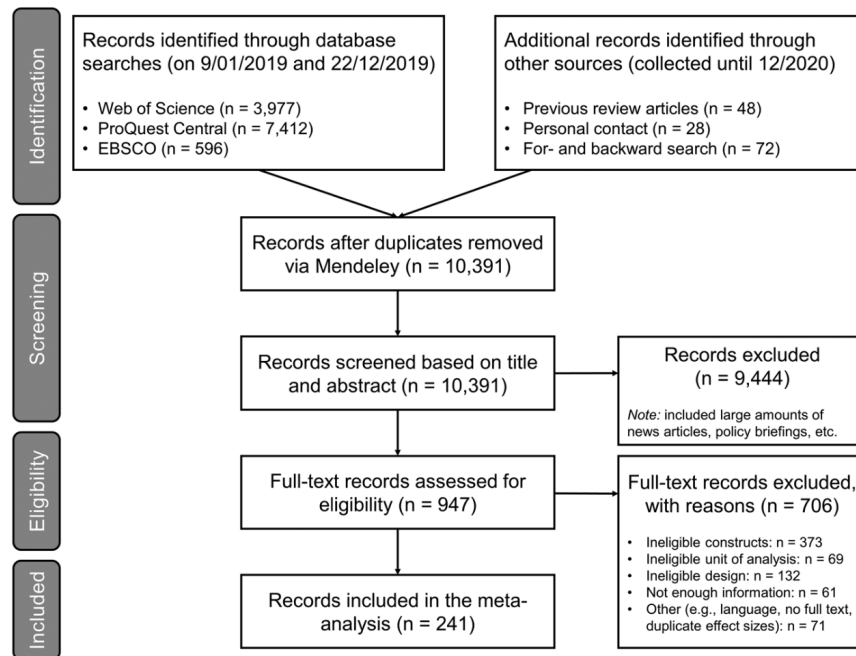 Identification
Records identified through database
searches (on 9/01/2019 and 22/12/2019)
• Web of Science (n = 3,977)
• ProQuest Central (n = 7,412)
• EBSCO (n = 596)
Additional records identified through
other sources (collected until 12/2020)
• Previous review articles (n = 48)
• Personal contact (n = 28)
• For- and backward search (n = 72)
Screening
Records after duplicates removed
via Mendeley (n = 10,391)
Records screened based on title
and abstract (n = 10,391)
Records excluded
(n = 9,444)
Note: included large amounts of
news articles, policy briefings, etc.
Eligibility
Full-text records assessed for
eligibility (n = 947)
Full-text records excluded,
with reasons (n = 706)
• Ineligible constructs: n = 373
• Ineligible unit of analysis: n = 69
• Ineligible design: n = 132
• Not enough information: n = 61
• Other (e.g., language, no full text,
duplicate effect sizes): n = 71
Included
Records included in the meta-
analysis (n = 241)